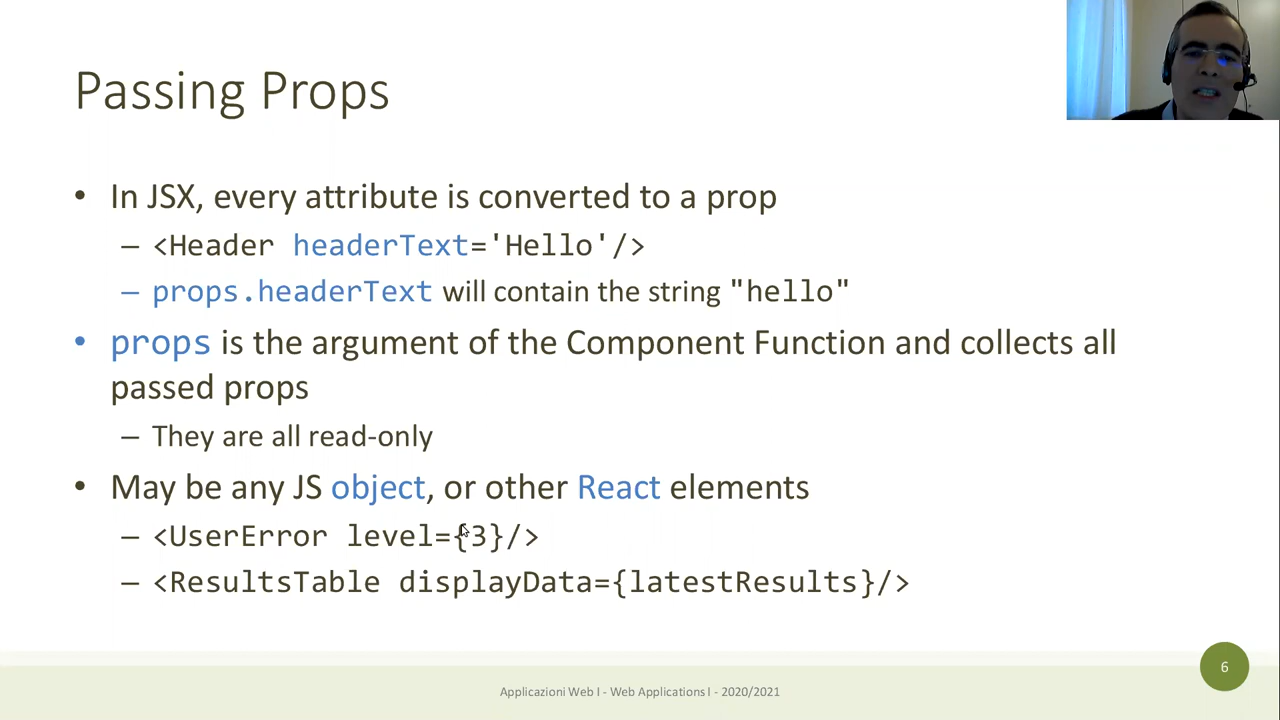 Passing Props
• In JSX, every attribute is converted to a prop
– <Header headerText='Hello'/>
– props.headerText will contain the string "hello"
• props is the argument of the Component Function and collects all
passed props
– They are all read-only
• May be any JS object, or other React elements
– <UserError level={3}/>
– <ResultsTable displayData={latestResults}/>
6
Applicazioni Web I - Web Applications I - 2020/2021